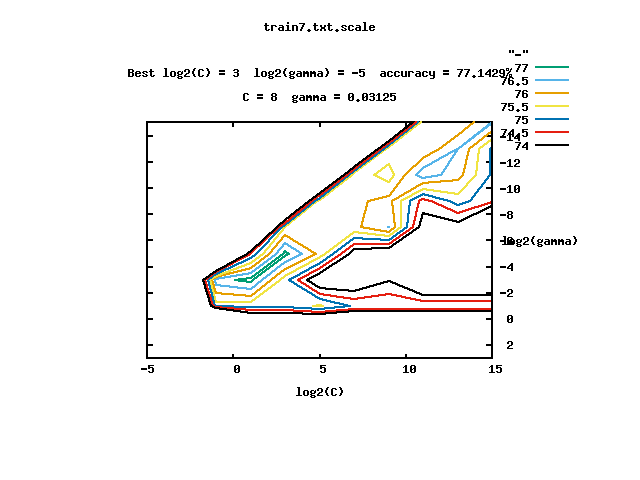 train7.txt.scale
"-"
Best log2(C) = 3  log2(gamma) = -5  accuracy = 77.1429%
77
76.5
C = 8  gamma = 0.03125
76
75.5
75
74.5
74
-14
-12
-10
-8
-6
log2(gamma)
-4
-2
0
2
-5 0 5 10 15
log2(C)